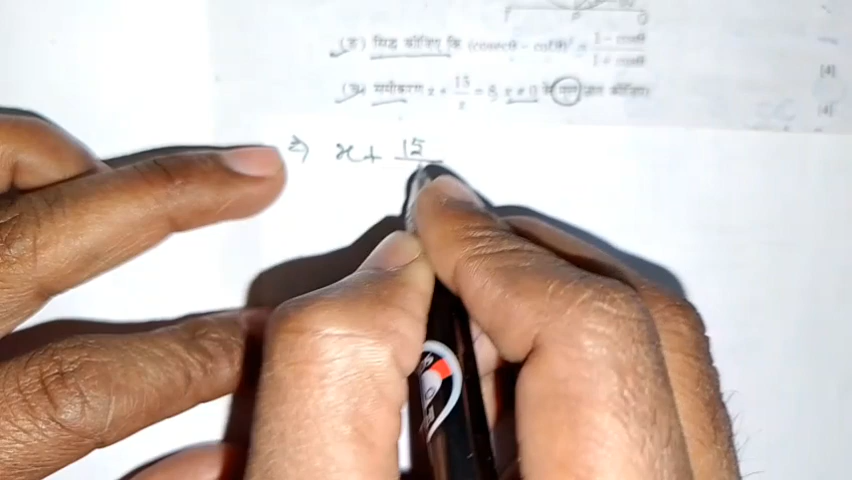 (ङ) सिद्ध कीजिए कि (cosecθ - cotθ)² = 1 - cosθ / 1 + cosθ
[4]
समीकरण x + 15/x = 8, x ≠ 0 के मूल ज्ञात कीजिए।
[4]
⇒ x + 15